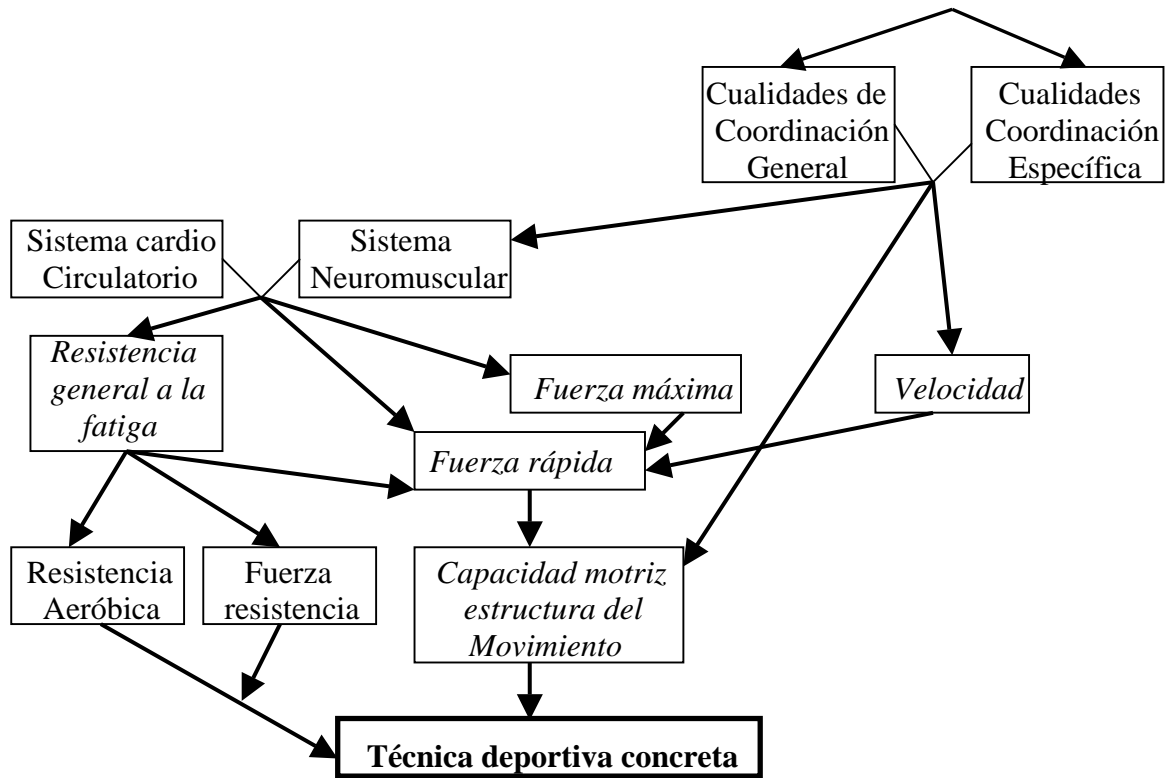 Cualidades de
Coordinación
General
Cualidades
Coordinación
Específica
Sistema cardio
Circulatorio
Sistema
Neuromuscular
Resistencia
general a la
fatiga
Fuerza máxima
Velocidad
Fuerza rápida
Resistencia
Aeróbica
Fuerza
resistencia
Capacidad motriz
estructura del
Movimiento
Técnica deportiva concreta